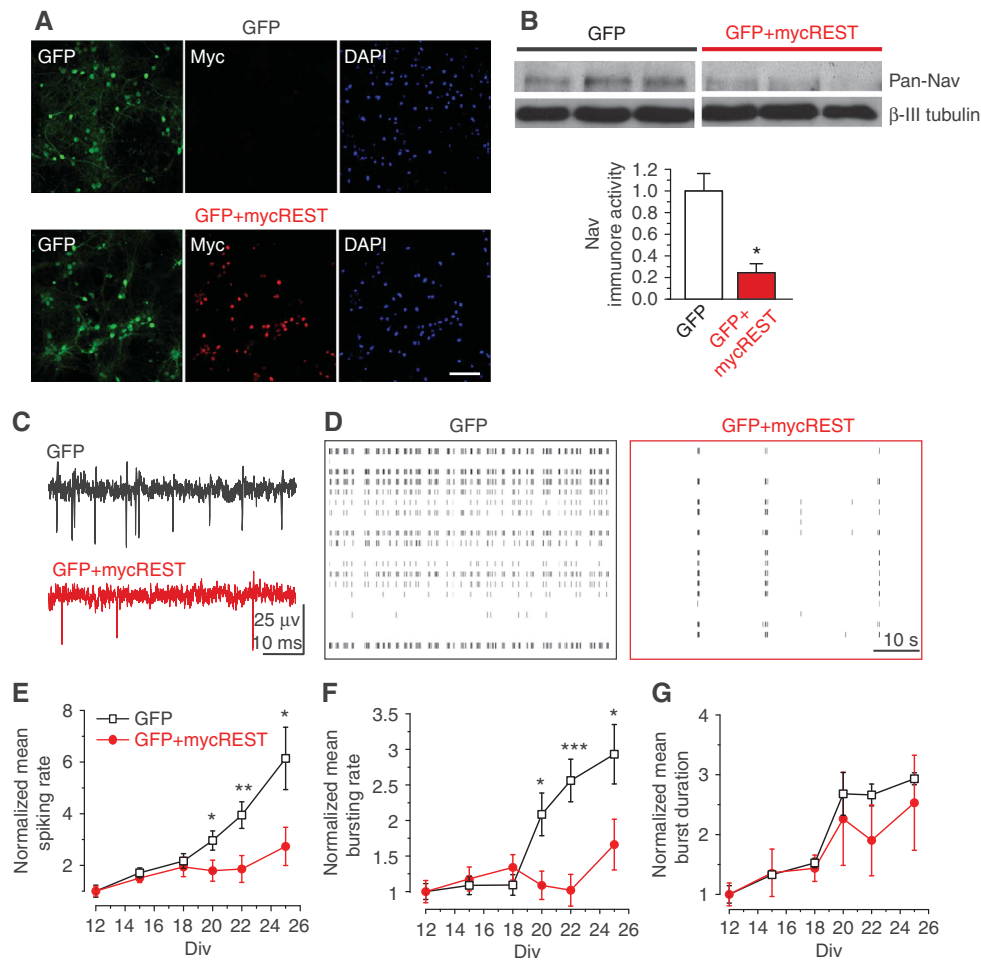 A
GFP
GFP
Myc
DAPI
GFP+mycREST
GFP
Myc
DAPI
B
GFP
GFP+mycREST
Pan-Nav
β-III tubulin
1.2
1.0
0.8
0.6
0.4
0.2
0.0
Nav
immunore activity
*
GFP
GFP+
mycREST
C
GFP
GFP+mycREST
25 μv
10 ms
D
GFP
GFP+mycREST
10 s
E
Normalized mean
spiking rate
8
6
4
2
GFP
GFP+mycREST
*
**
*
12 14 16 18 20 22 24 26
Div
F
Normalized mean
bursting rate
3.5
3
2.5
2
1.5
1
*
***
*
12 14 16 18 20 22 24 26
Div
G
Normalized mean
burst duration
4
3
2
1
12 14 16 18 20 22 24 26
Div